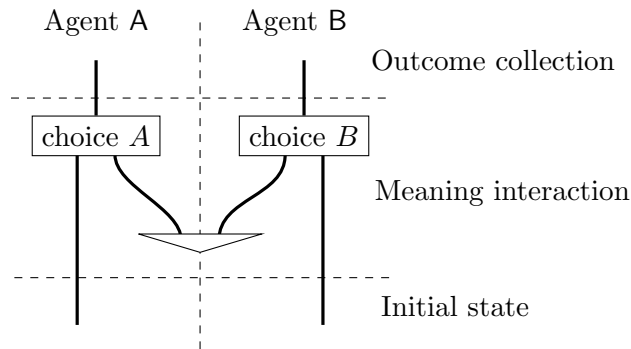 Agent A
Agent B
Outcome collection
choice A
choice B
Meaning interaction
Initial state